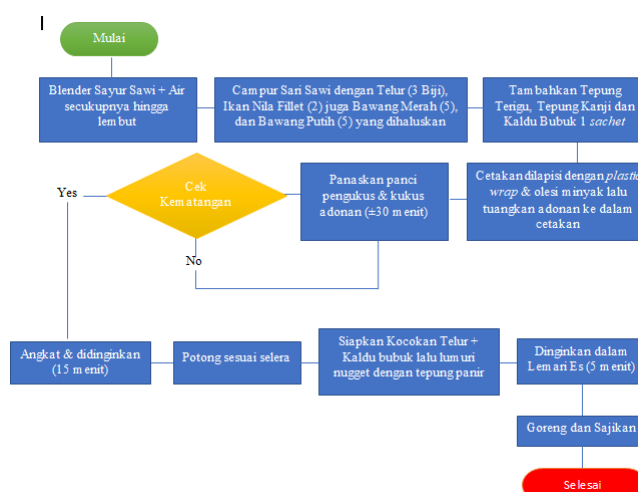 Mulai
Blender Sayur Sawi + Air
secukupnya hingga
lembut
Campur Sari Sawi dengan Telur (3 Biji),
Ikan Nila Fillet (2) juga Bawang Merah (5),
dan Bawang Putih (5) yang dihaluskan
Tambahkan Tepung
Terigu, Tepung Kanji dan
Kaldu Bubuk 1 sachet
Cetakan dilapisi dengan plastic
wrap & olesi minyak lalu
tuangkan adonan ke dalam
cetakan
Panaskan panci
pengukus & kukus
adonan (±30 menit)
Cek
Kematangan
Yes
No
Angkat & didinginkan
(15 menit)
Potong sesuai selera
Siapkan Kocokan Telur +
Kaldu bubuk lalu lumuri
nugget dengan tepung panir
Dinginkan dalam
Lemari Es (5 menit)
Goreng dan Sajikan
Selesai